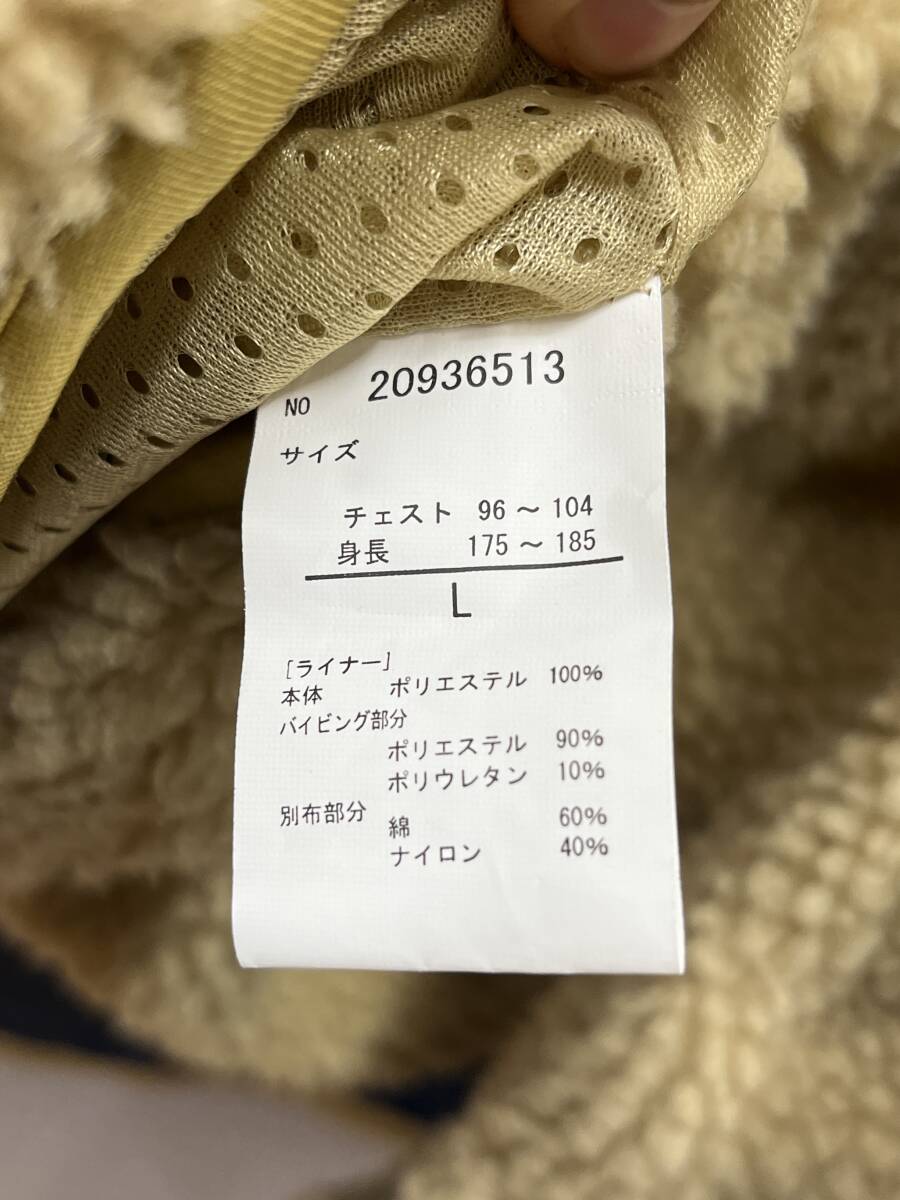 NO 20936513
サイズ
チェスト 96 ~ 104
身長 175 ~ 185
L
[ライナー]
本体 ポリエステル 100%
バイビング部分
ポリエステル 90%
ポリウレタン 10%
別布部分 綿 60%
ナイロン 40%